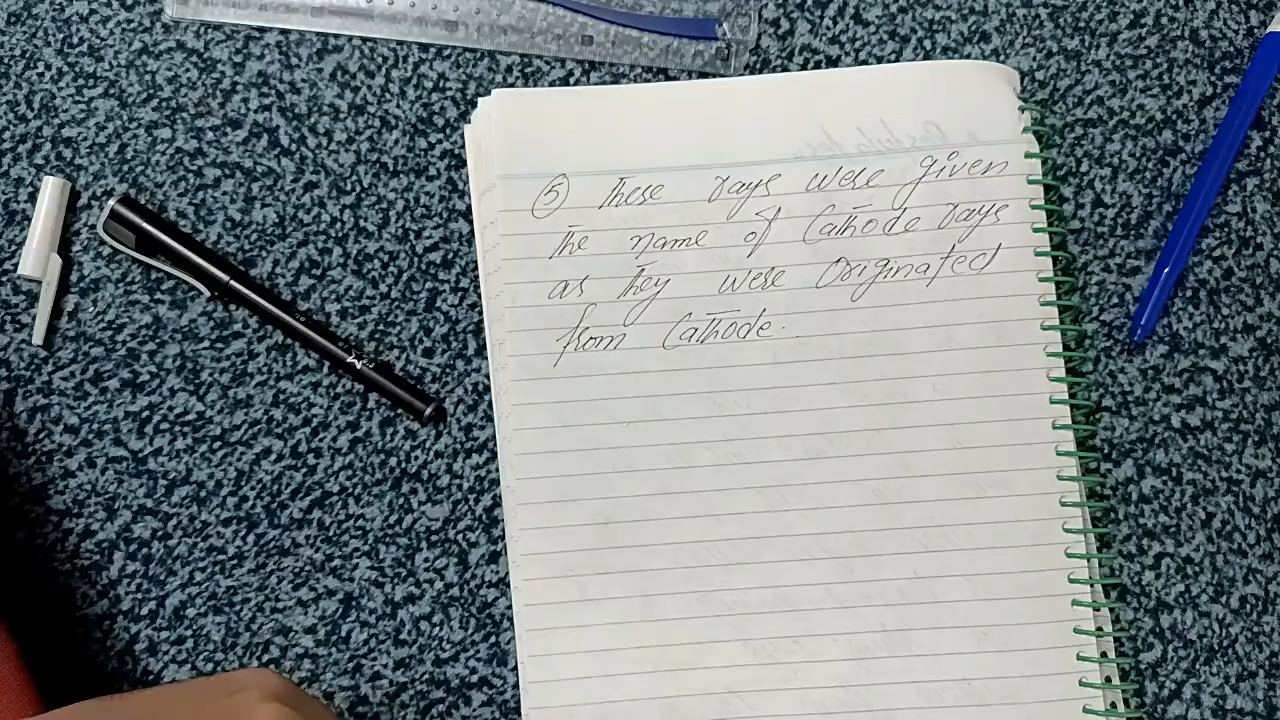 ⑤ These rays were given
the name of Cathode rays
as they were Originated
from Cathode.